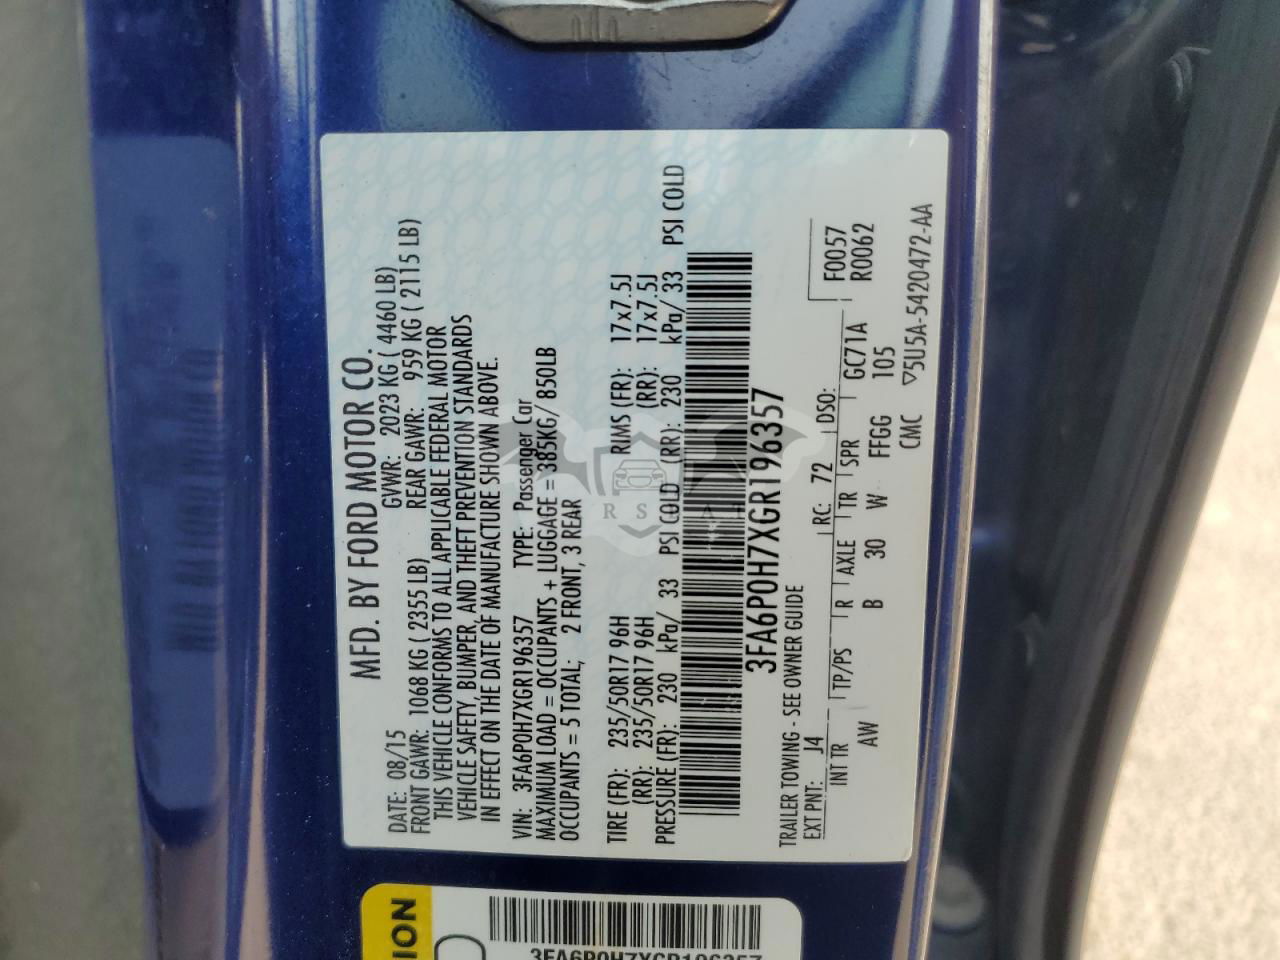 MFD. BY FORD MOTOR CO.
DATE: 08/15 GVWR: 2023 KG ( 4460 LB)
FRONT GAWR: 1068 KG ( 2355 LB) REAR GAWR: 959 KG ( 2115 LB)
THIS VEHICLE CONFORMS TO ALL APPLICABLE FEDERAL MOTOR
VEHICLE SAFETY, BUMPER, AND THEFT PREVENTION STANDARDS
IN EFFECT ON THE DATE OF MANUFACTURE SHOWN ABOVE.
VIN: 3FA6P0H7XGR196357 TYPE: Passenger Car
MAXIMUM LOAD = OCCUPANTS + LUGGAGE = 385KG/ 850LB
OCCUPANTS = 5 TOTAL; 2 FRONT, 3 REAR
TIRE (FR): 235/50R17 96H RIMS (FR): 17x7.5J
(RR): 235/50R17 96H (RR): 17x7.5J
PRESSURE (FR): 230 kPa/ 33 PSI COLD (RR): 230 kPa/ 33 PSI COLD
3FA6P0H7XGR196357
TRAILER TOWING - SEE OWNER GUIDE
EXT PNT: J4 RC: 72 DSO: F0057
R0062
INT TR TP/PS R AXLE TR SPR GC71A
AW B 30 W FFGG 105
CMC ▽5U5A-5420472-AA
R S
ION
3FA6P0H7XGR196357